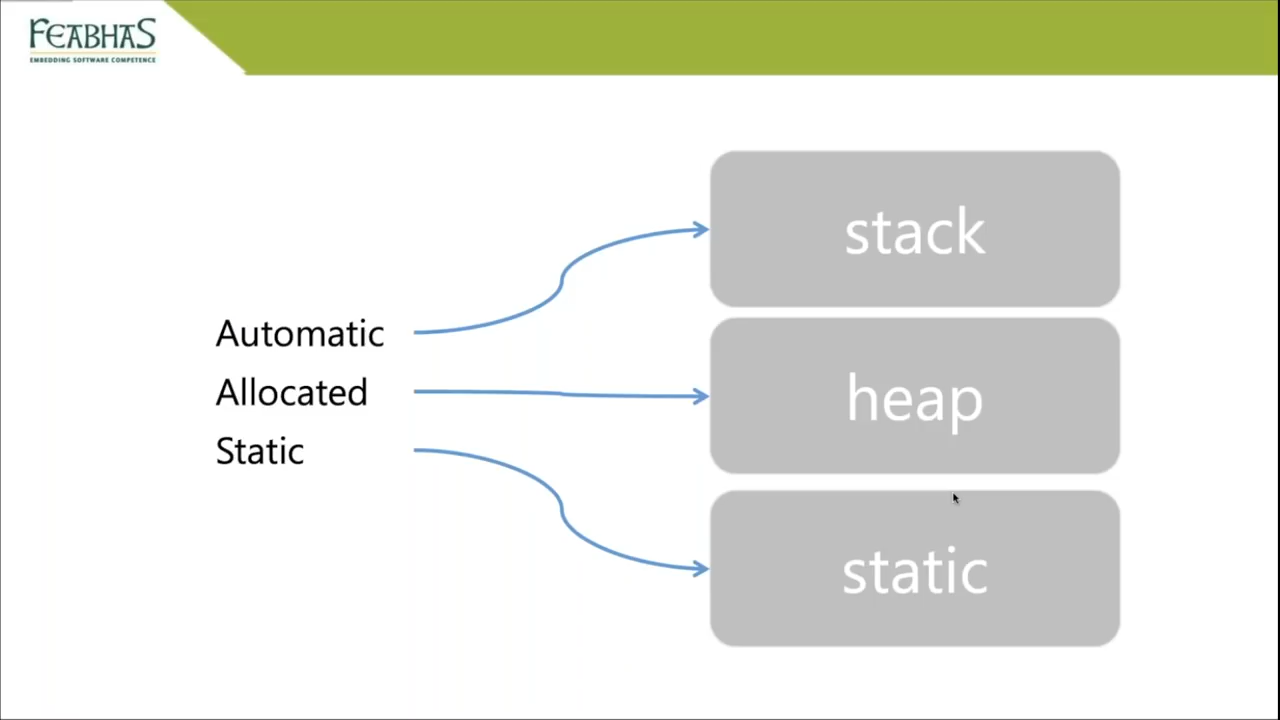 FEABHAS
EMBEDDING SOFTWARE COMPETENCE
Automatic
Allocated
Static
stack
heap
static